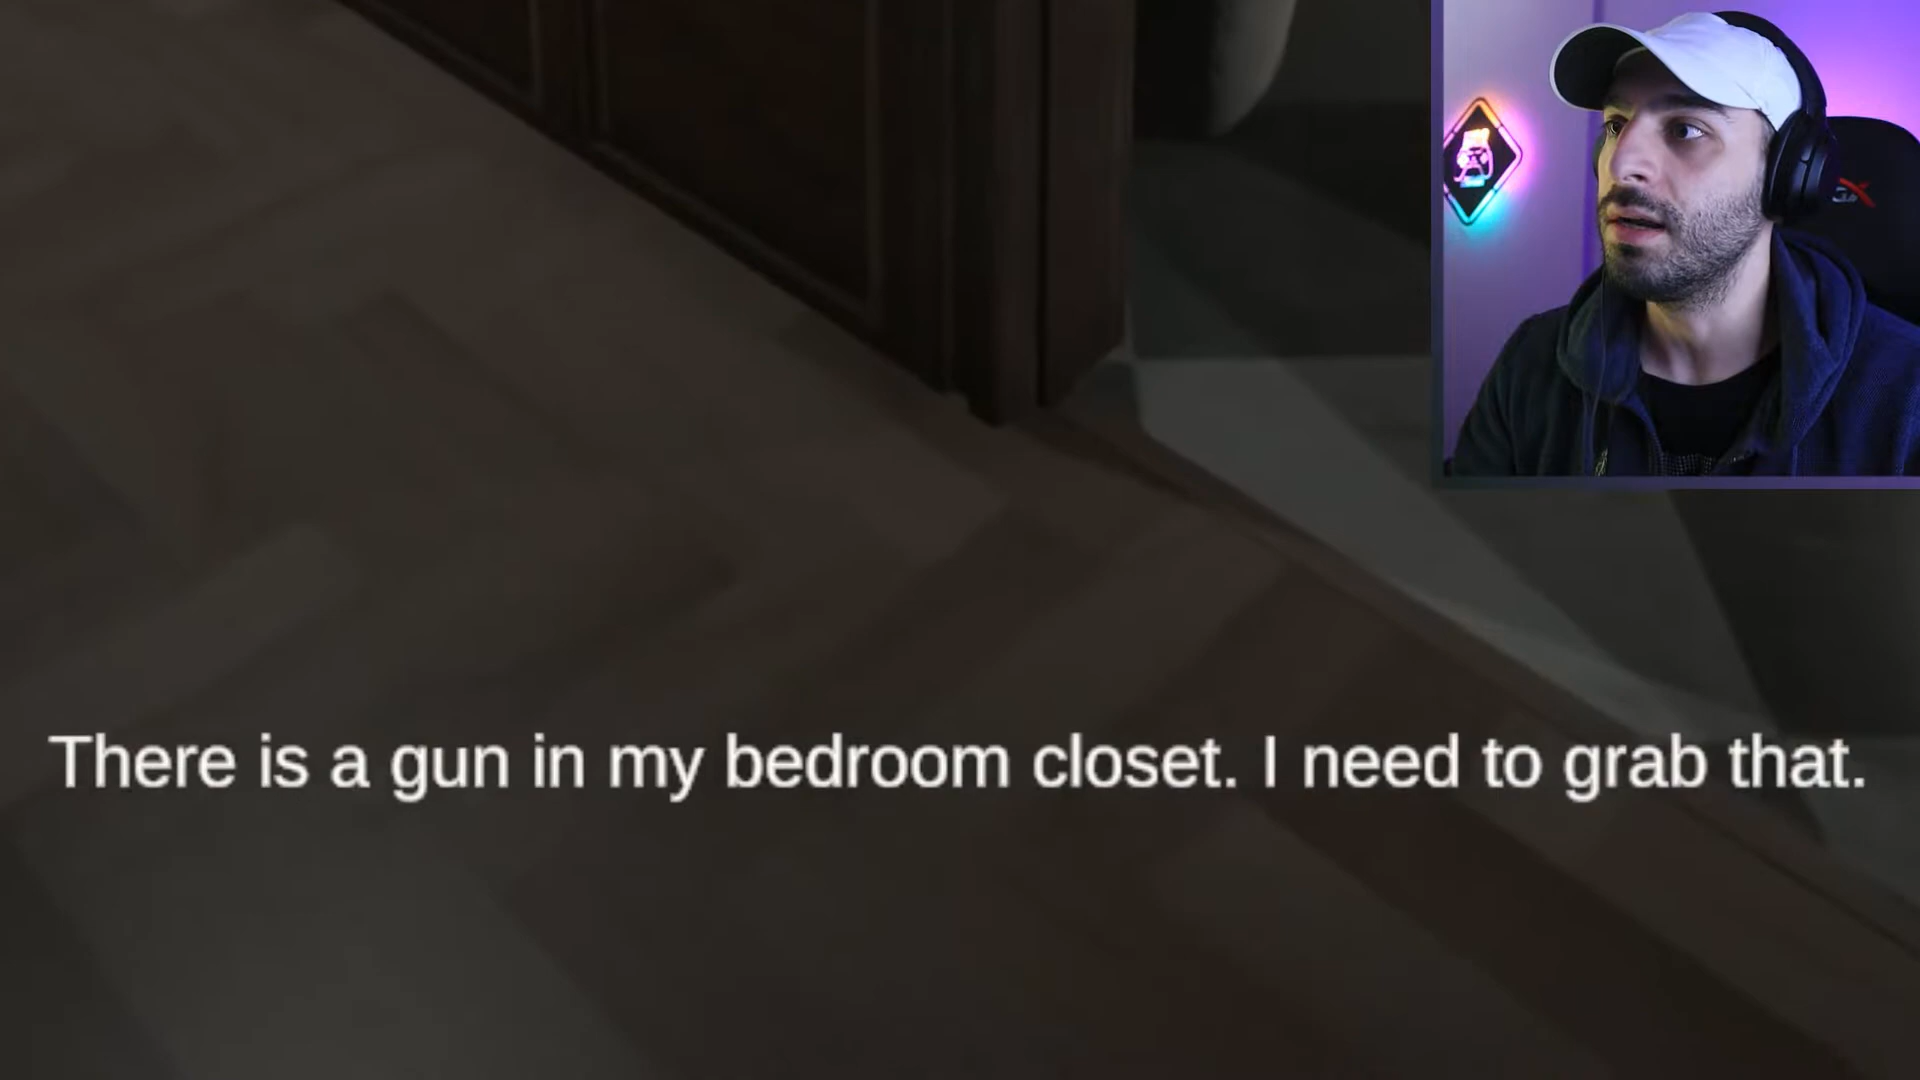 There is a gun in my bedroom closet. I need to grab that.